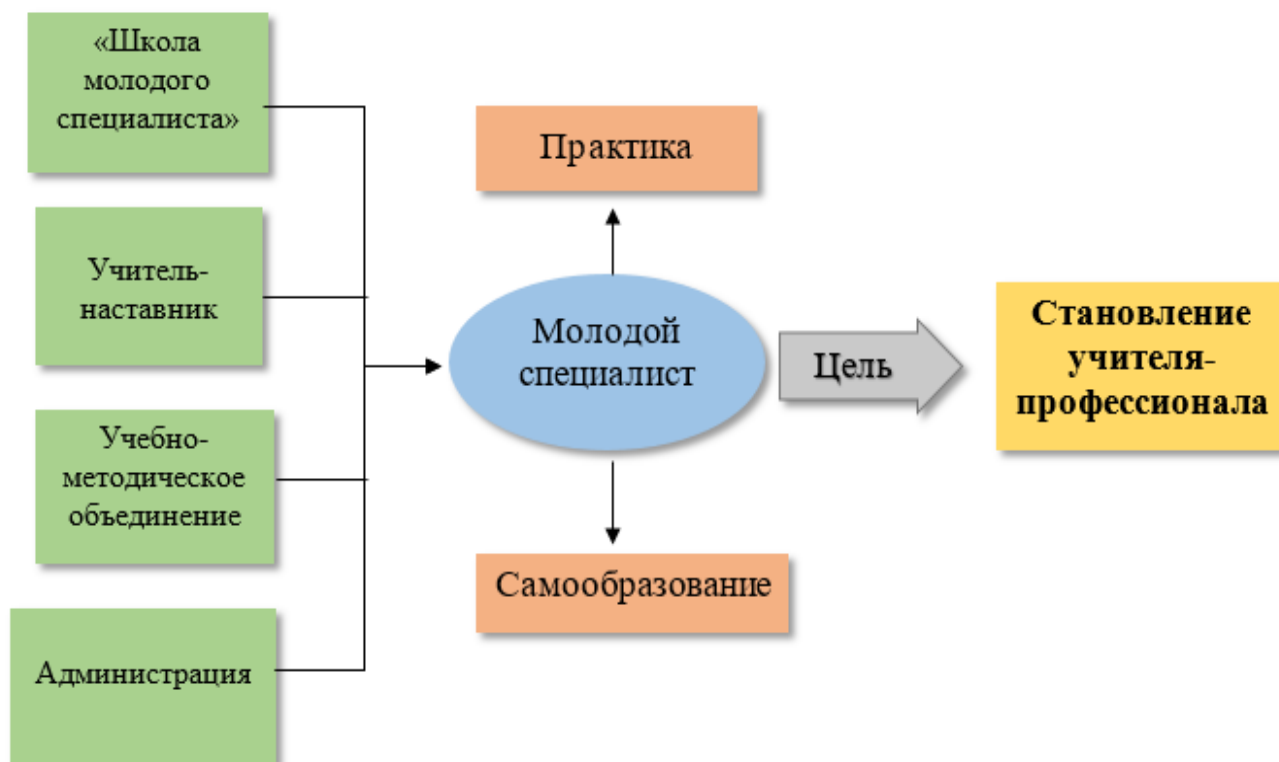 «Школа
молодого
специалиста»
Учитель-
наставник
Учебно-
методическое
объединение
Администрация
Практика
Молодой
специалист
Самообразование
Цель
Становление
учителя-
профессионала